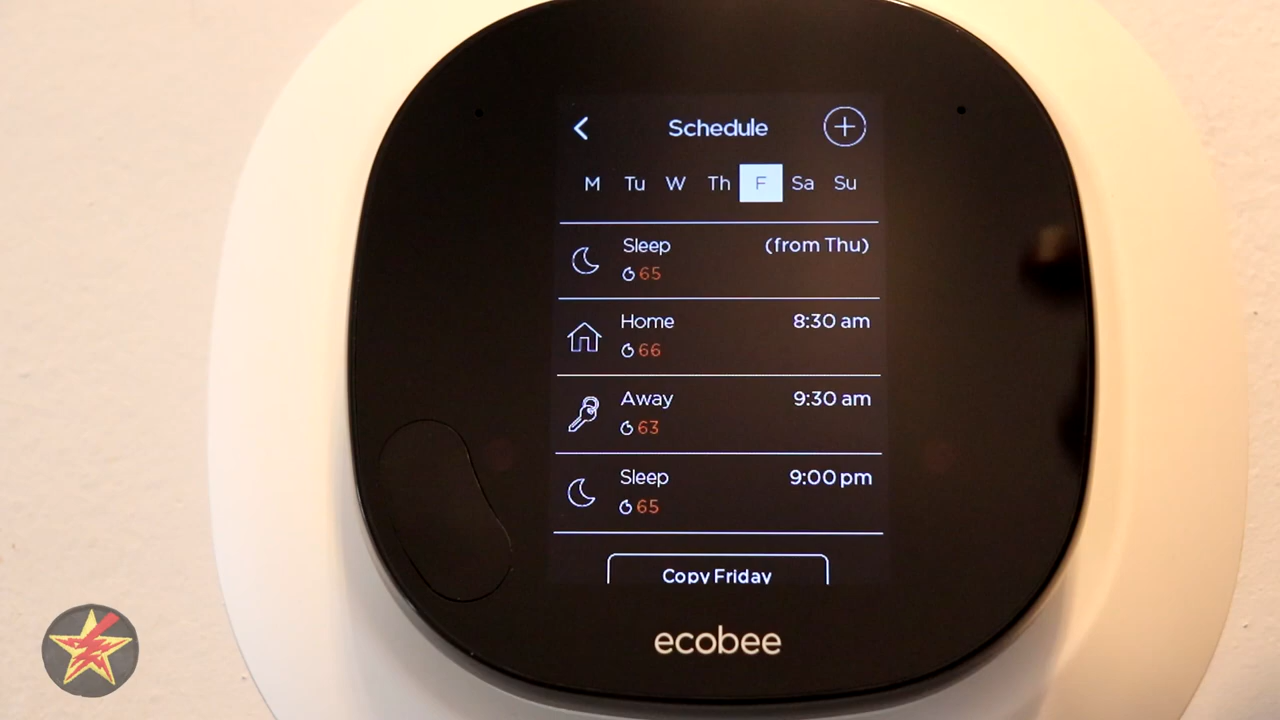 Schedule
M Tu W Th F Sa Su
Sleep (from Thu)
65
Home 8:30 am
66
Away 9:30 am
63
Sleep 9:00 pm
65
Copy Friday
ecobee